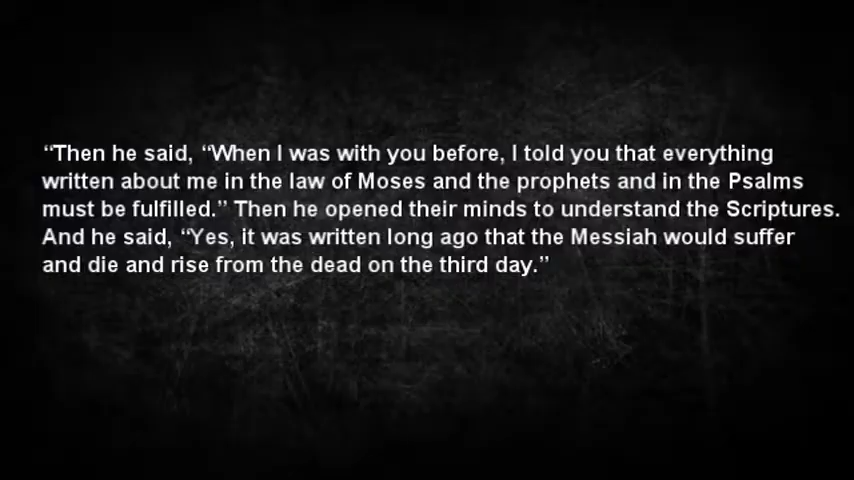 “Then he said, “When I was with you before, I told you that everything
written about me in the law of Moses and the prophets and in the Psalms
must be fulfilled.” Then he opened their minds to understand the Scriptures.
And he said, “Yes, it was written long ago that the Messiah would suffer
and die and rise from the dead on the third day.”